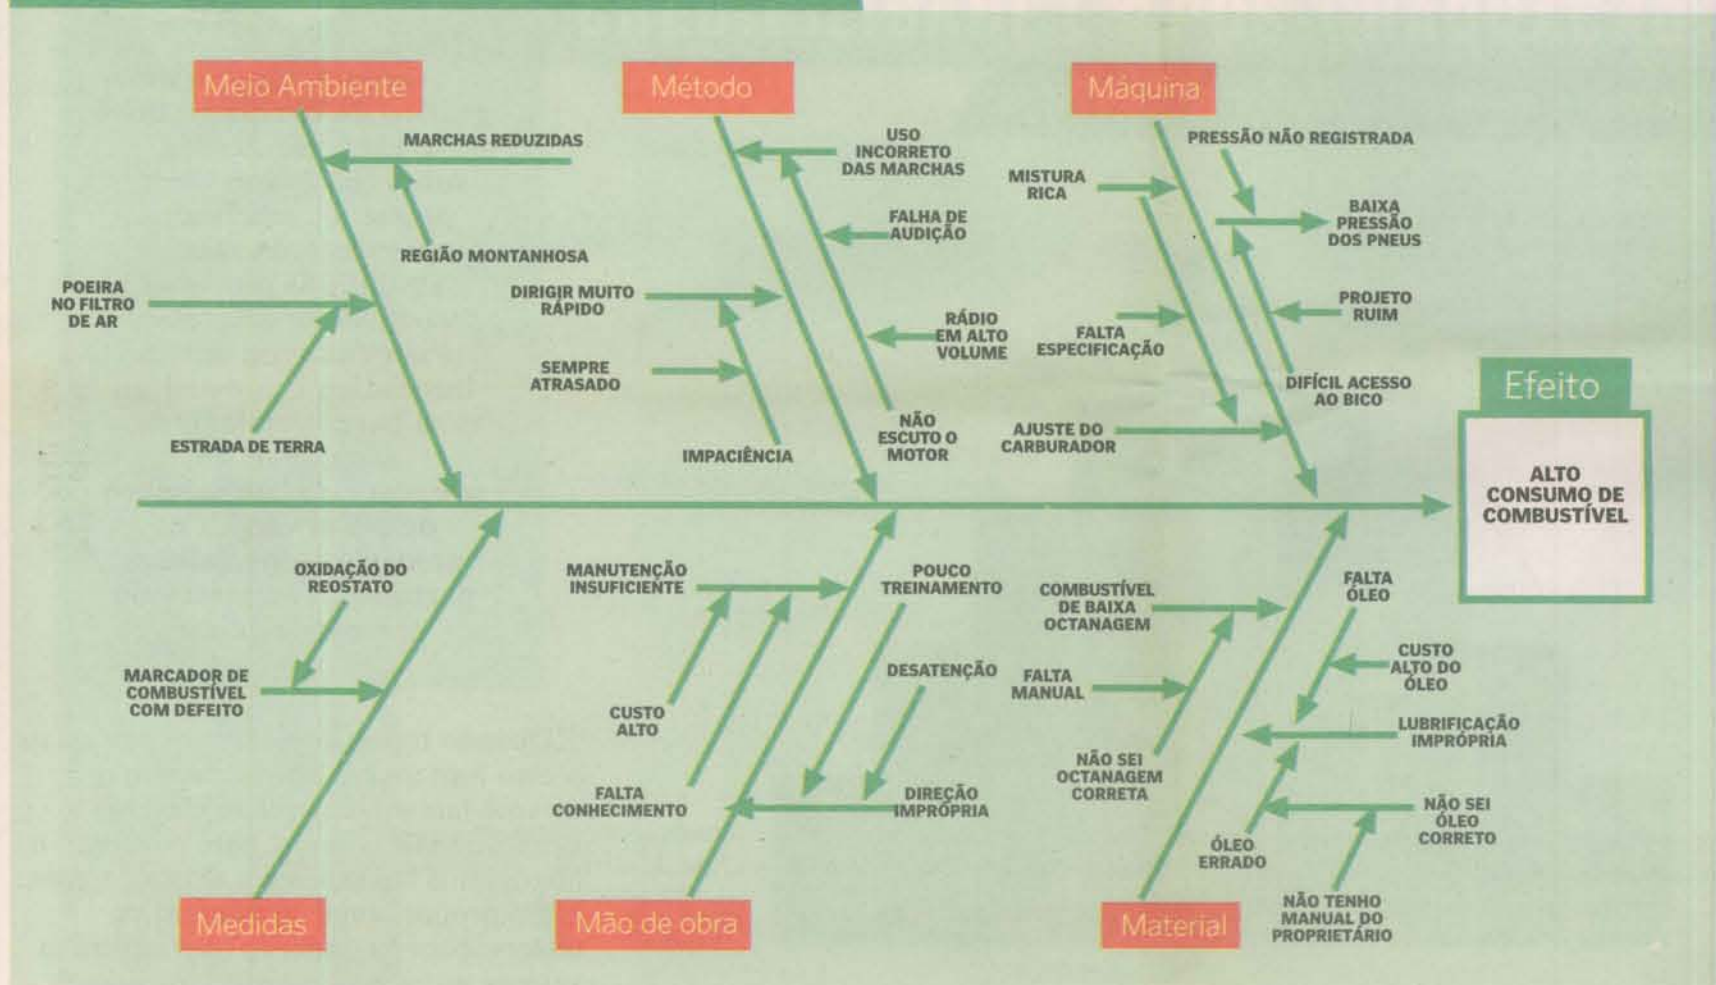 Meio Ambiente
Método
Máquina
MARCHAS REDUZIDAS
REGIÃO MONTANHOSA
POEIRA
NO FILTRO
DE AR
ESTRADA DE TERRA
USO
INCORRETO
DAS MARCHAS
FALHA DE
AUDIÇÃO
DIRIGIR MUITO
RÁPIDO
RÁDIO
EM ALTO
VOLUME
SEMPRE
ATRASADO
IMPACIÊNCIA
NÃO
ESCUTO O
MOTOR
PRESSÃO NÃO REGISTRADA
MISTURA
RICA
BAIXA
PRESSÃO
DOS PNEUS
PROJETO
RUIM
FALTA
ESPECIFICAÇÃO
DIFÍCIL ACESSO
AO BICO
AJUSTE DO
CARBURADOR
Efeito
ALTO
CONSUMO DE
COMBUSTÍVEL
OXIDAÇÃO DO
REOSTATO
MARCADOR DE
COMBUSTÍVEL
COM DEFEITO
MANUTENÇÃO
INSUFICIENTE
POUCO
TREINAMENTO
DESATENÇÃO
CUSTO
ALTO
FALTA
CONHECIMENTO
DIREÇÃO
IMPRÓPRIA
COMBUSTÍVEL
DE BAIXA
OCTANAGEM
FALTA
ÓLEO
CUSTO
ALTO DO
ÓLEO
FALTA
MANUAL
LUBRIFICAÇÃO
IMPRÓPRIA
NÃO SEI
OCTANAGEM
CORRETA
NÃO SEI
ÓLEO
CORRETO
ÓLEO
ERRADO
NÃO TENHO
MANUAL DO
PROPRIETÁRIO
Medidas
Mão de obra
Material